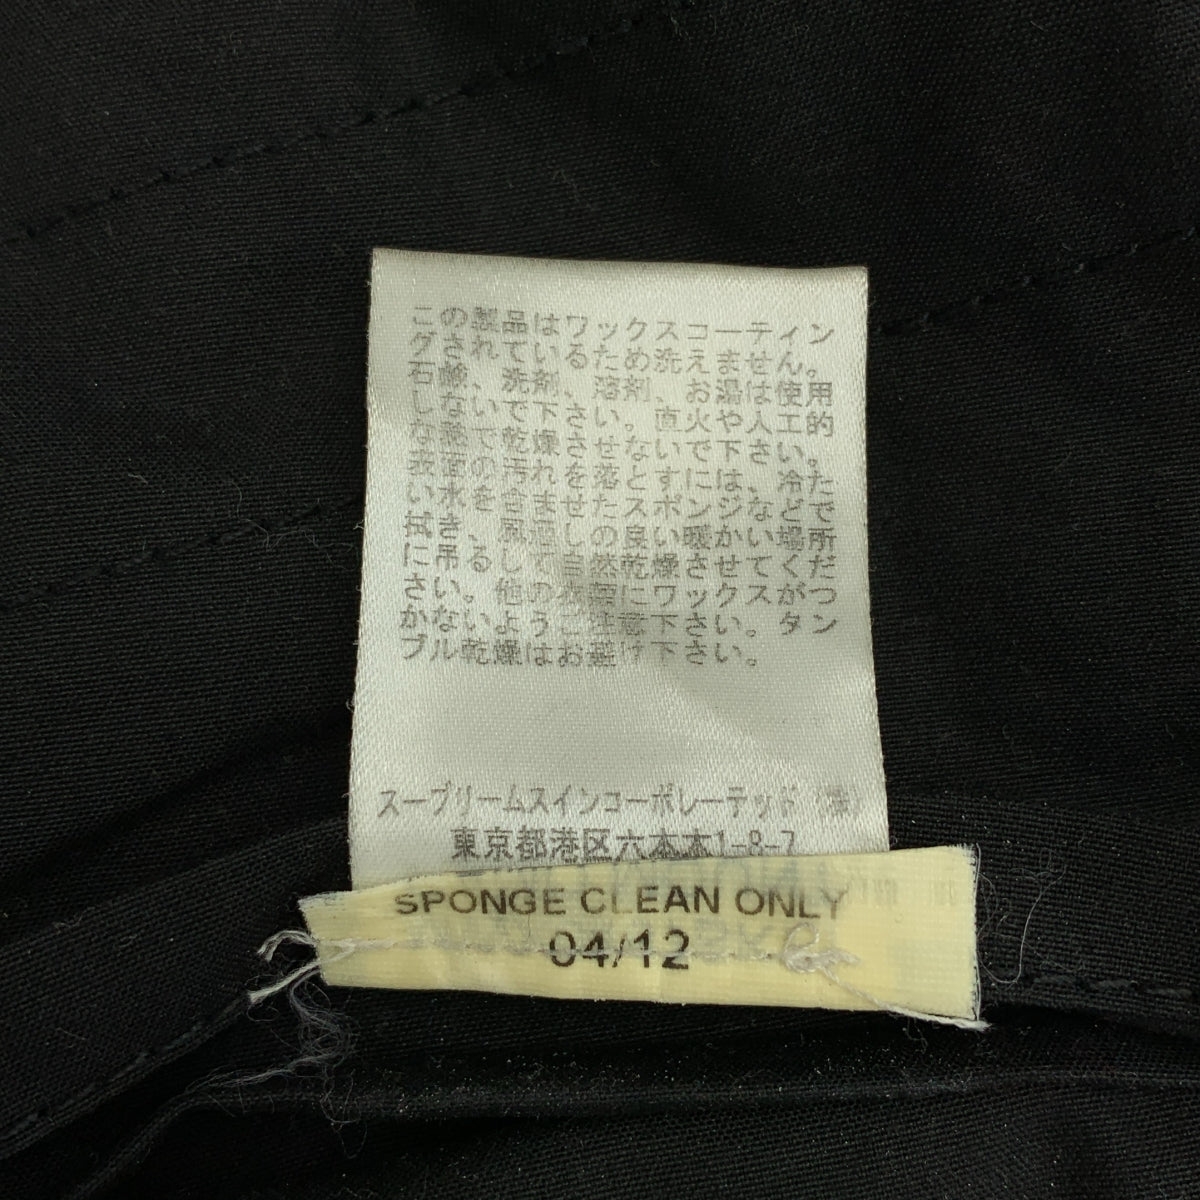 この製品はワックスコーティン
グされているため洗えません。
石鹸、洗剤、溶剤、お湯は使用
しないで下さい。直火や人工的
な熱で乾燥させないで下さい。
表面の汚れを落とすには、冷た
い水を含ませたスポンジなどで
拭き、風通しの良い暖かい場所
に吊るして自然乾燥させてくだ
さい。他の衣類にワックスがつ
かないようご注意下さい。タン
ブル乾燥はお避け下さい。
スープリームスインコーポレーテッド（株）
東京都港区六本木1-8-7
SPONGE CLEAN ONLY
04/12